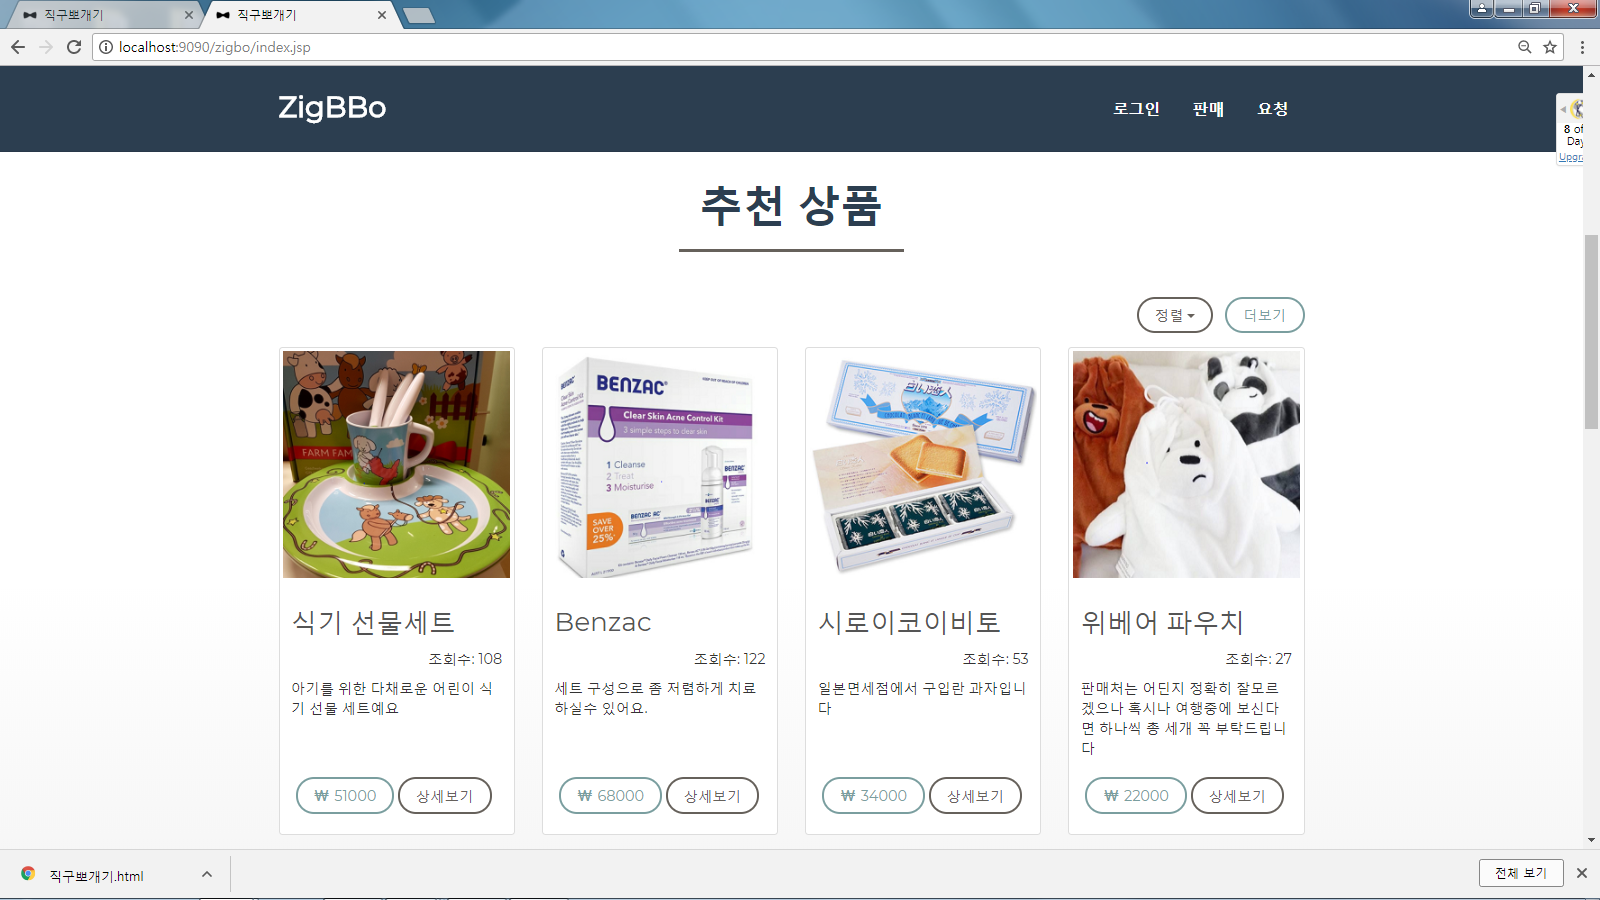 직구뽀개기
직구뽀개기
localhost:9090/zigbo/index.jsp
ZigBBo
로그인
판매
요청
8 of
Day
Upgra
추천 상품
정렬
더보기
FARM FAM
BENZAC
Clear Skin Acne Control Kit
3 simple steps to clear skin
1 Cleanse
2 Treat
3 Moisturise
SAVE
OVER
25%
BENZAC AC
식기 선물세트
조회수: 108
아기를 위한 다채로운 어린이 식
기 선물 세트예요
₩ 51000
상세보기
Benzac
조회수: 122
세트 구성으로 좀 저렴하게 치료
하실수 있어요.
₩ 68000
상세보기
시로이코이비토
조회수: 53
일본면세점에서 구입란 과자입니
다
₩ 34000
상세보기
위베어 파우치
조회수: 27
판매처는 어딘지 정확히 잘모르
겠으나 혹시나 여행중에 보신다
면 하나씩 총 세개 꼭 부탁드립니
다
₩ 22000
상세보기
직구뽀개기.html
전체 보기